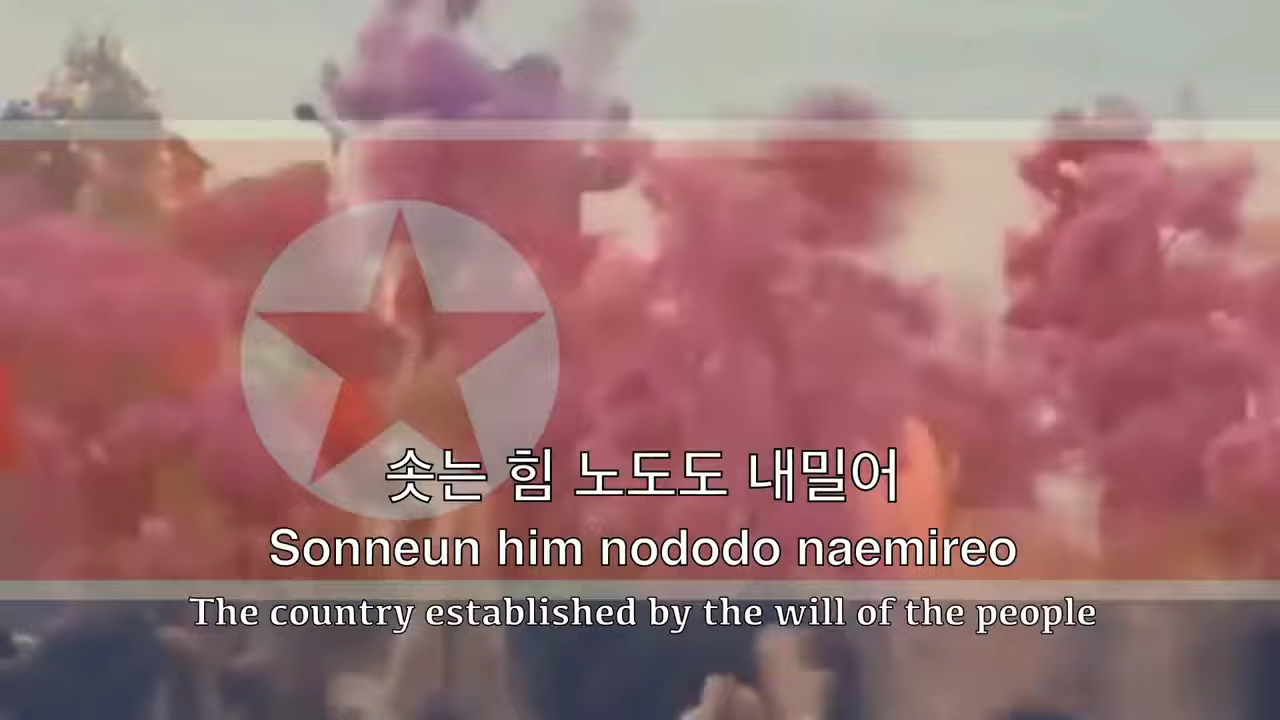 솟는 힘 노도도 내밀어
Sonneun him nododo naemireo
The country established by the will of the people